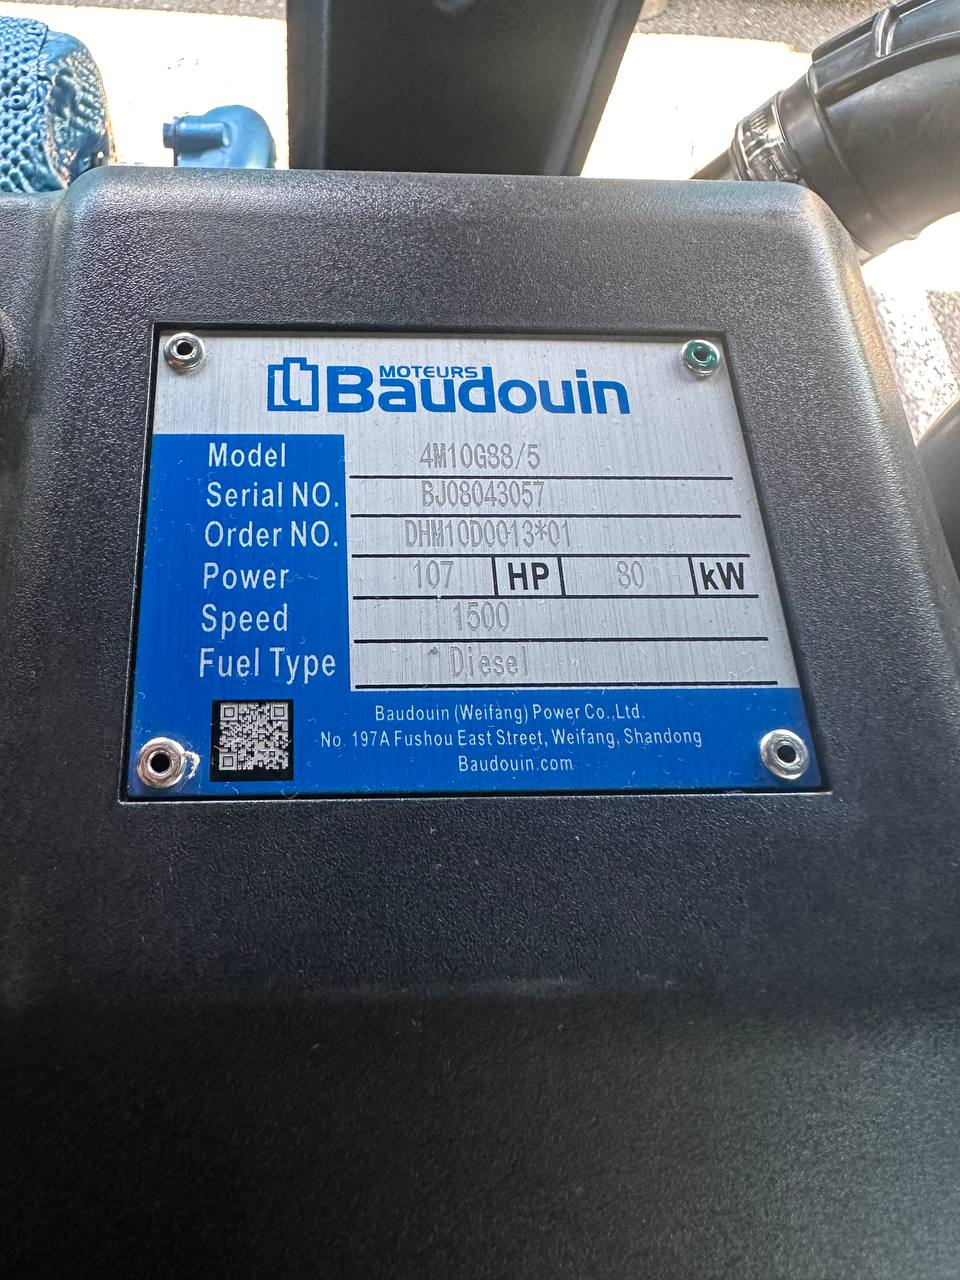 MOTEURS
Baudouin
Model 4M10G88/5
Serial NO. BJ08043057
Order NO. DHM10D0013*01
Power 107 HP 80 kW
Speed 1500
Fuel Type Diesel
Baudouin (Weifang) Power Co.,Ltd.
No. 197A Fushou East Street, Weifang, Shandong
Baudouin.com